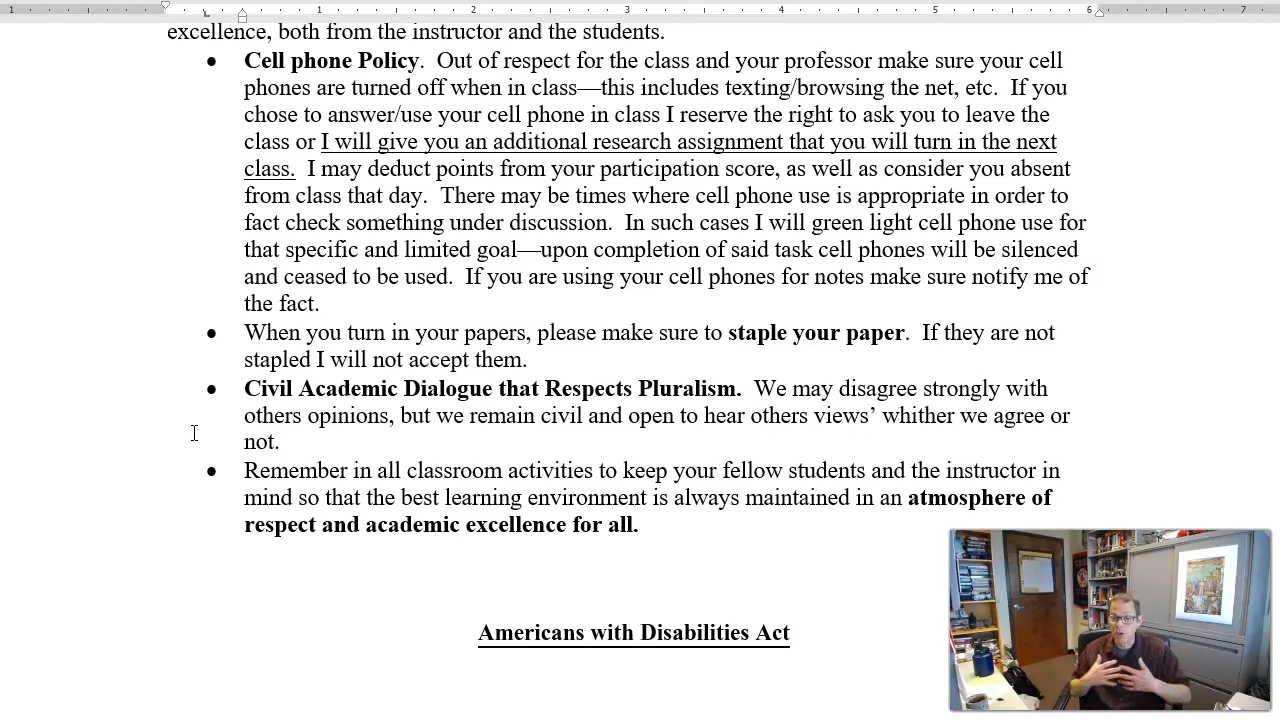 1 1 2 3 4 5 6 7
excellence, both from the instructor and the students.
• Cell phone Policy.  Out of respect for the class and your professor make sure your cell
phones are turned off when in class—this includes texting/browsing the net, etc.  If you
chose to answer/use your cell phone in class I reserve the right to ask you to leave the
class or I will give you an additional research assignment that you will turn in the next
class.  I may deduct points from your participation score, as well as consider you absent
from class that day.  There may be times where cell phone use is appropriate in order to
fact check something under discussion.  In such cases I will green light cell phone use for
that specific and limited goal—upon completion of said task cell phones will be silenced
and ceased to be used.  If you are using your cell phones for notes make sure notify me of
the fact.
• When you turn in your papers, please make sure to staple your paper.  If they are not
stapled I will not accept them.
• Civil Academic Dialogue that Respects Pluralism.  We may disagree strongly with
others opinions, but we remain civil and open to hear others views’ whither we agree or
not.
• Remember in all classroom activities to keep your fellow students and the instructor in
mind so that the best learning environment is always maintained in an atmosphere of
respect and academic excellence for all.
Americans with Disabilities Act